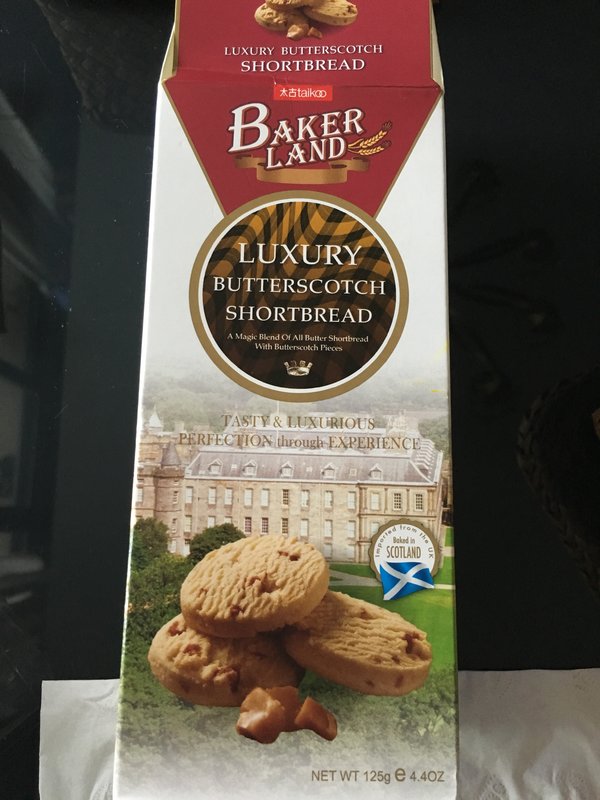 LUXURY BUTTERSCOTCH
SHORTBREAD
太古taikoo
BAKER
LAND
LUXURY
BUTTERSCOTCH
SHORTBREAD
A Magic Blend Of All Butter Shortbread
With Butterscotch Pieces
TASTY & LUXURIOUS
PERFECTION through EXPERIENCE
Imported from the UK
Baked in
SCOTLAND
NET WT 125g e 4.4OZ